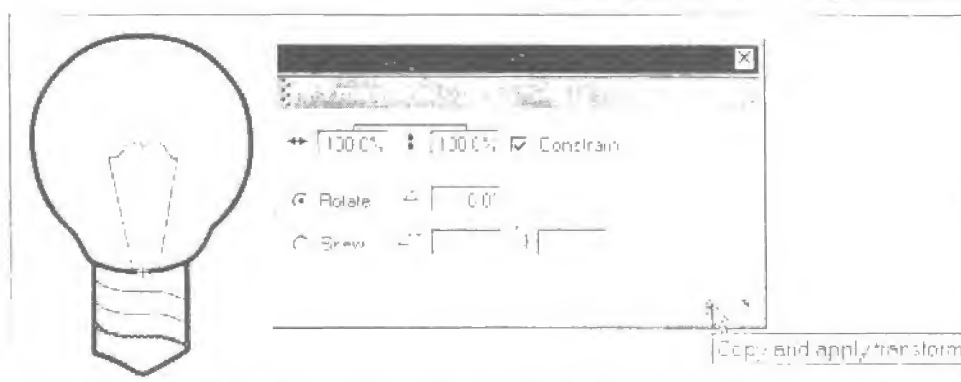 100.0% 100.0% Constrain
Rotate 0.0°
Skew
Copy and apply transform